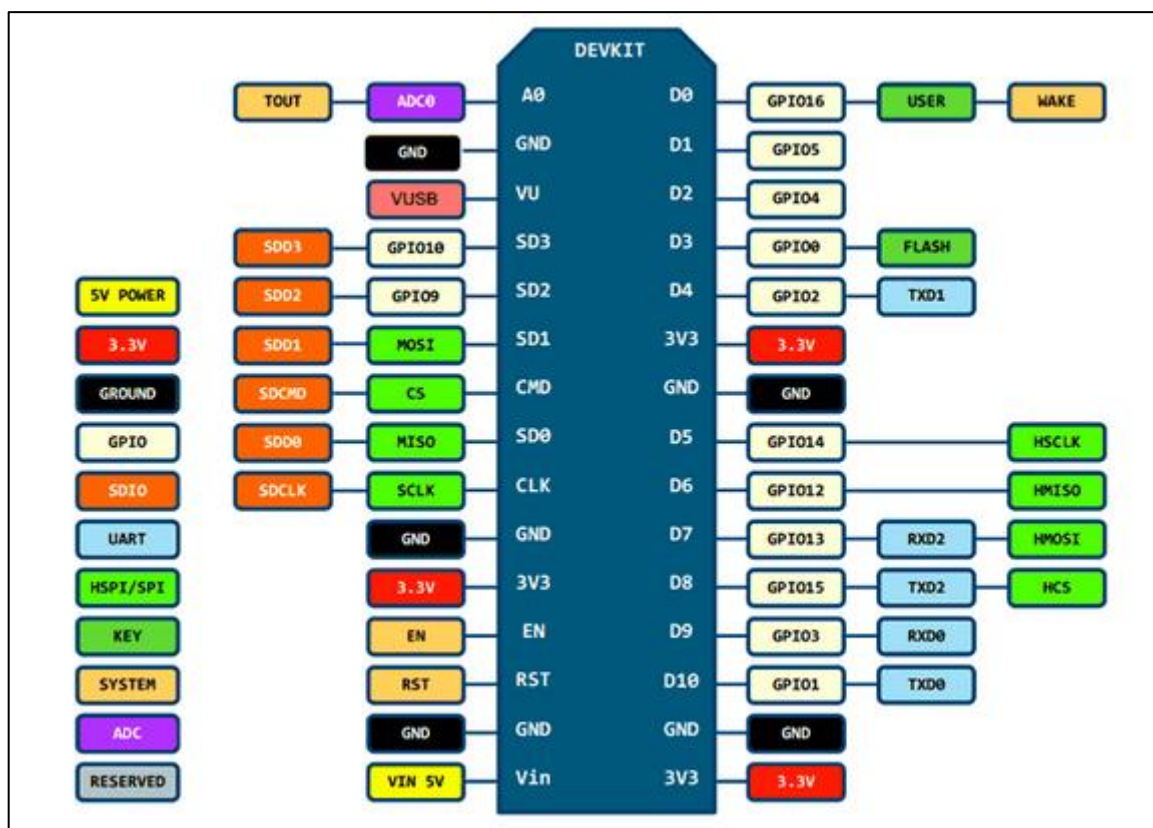 DEVKIT
TOUT ADC0 A0 D0 GPIO16 USER WAKE
GND GND D1 GPIO5
VUSB VU D2 GPIO4
SDD3 GPIO10 SD3 D3 GPIO0 FLASH
5V POWER SDD2 GPIO9 SD2 D4 GPIO2 TXD1
3.3V SDD1 MOSI SD1 3V3 3.3V
GROUND SDCMD CS CMD GND GND
GPIO SDD0 MISO SD0 D5 GPIO14 HSCLK
SDIO SDCLK SCLK CLK D6 GPIO12 HMISO
UART GND GND D7 GPIO13 RXD2 HMOSI
HSPI/SPI 3.3V 3V3 D8 GPIO15 TXD2 HCS
KEY EN EN D9 GPIO3 RXD0
SYSTEM RST RST D10 GPIO1 TXD0
ADC GND GND GND GND
RESERVED VIN 5V Vin 3V3 3.3V